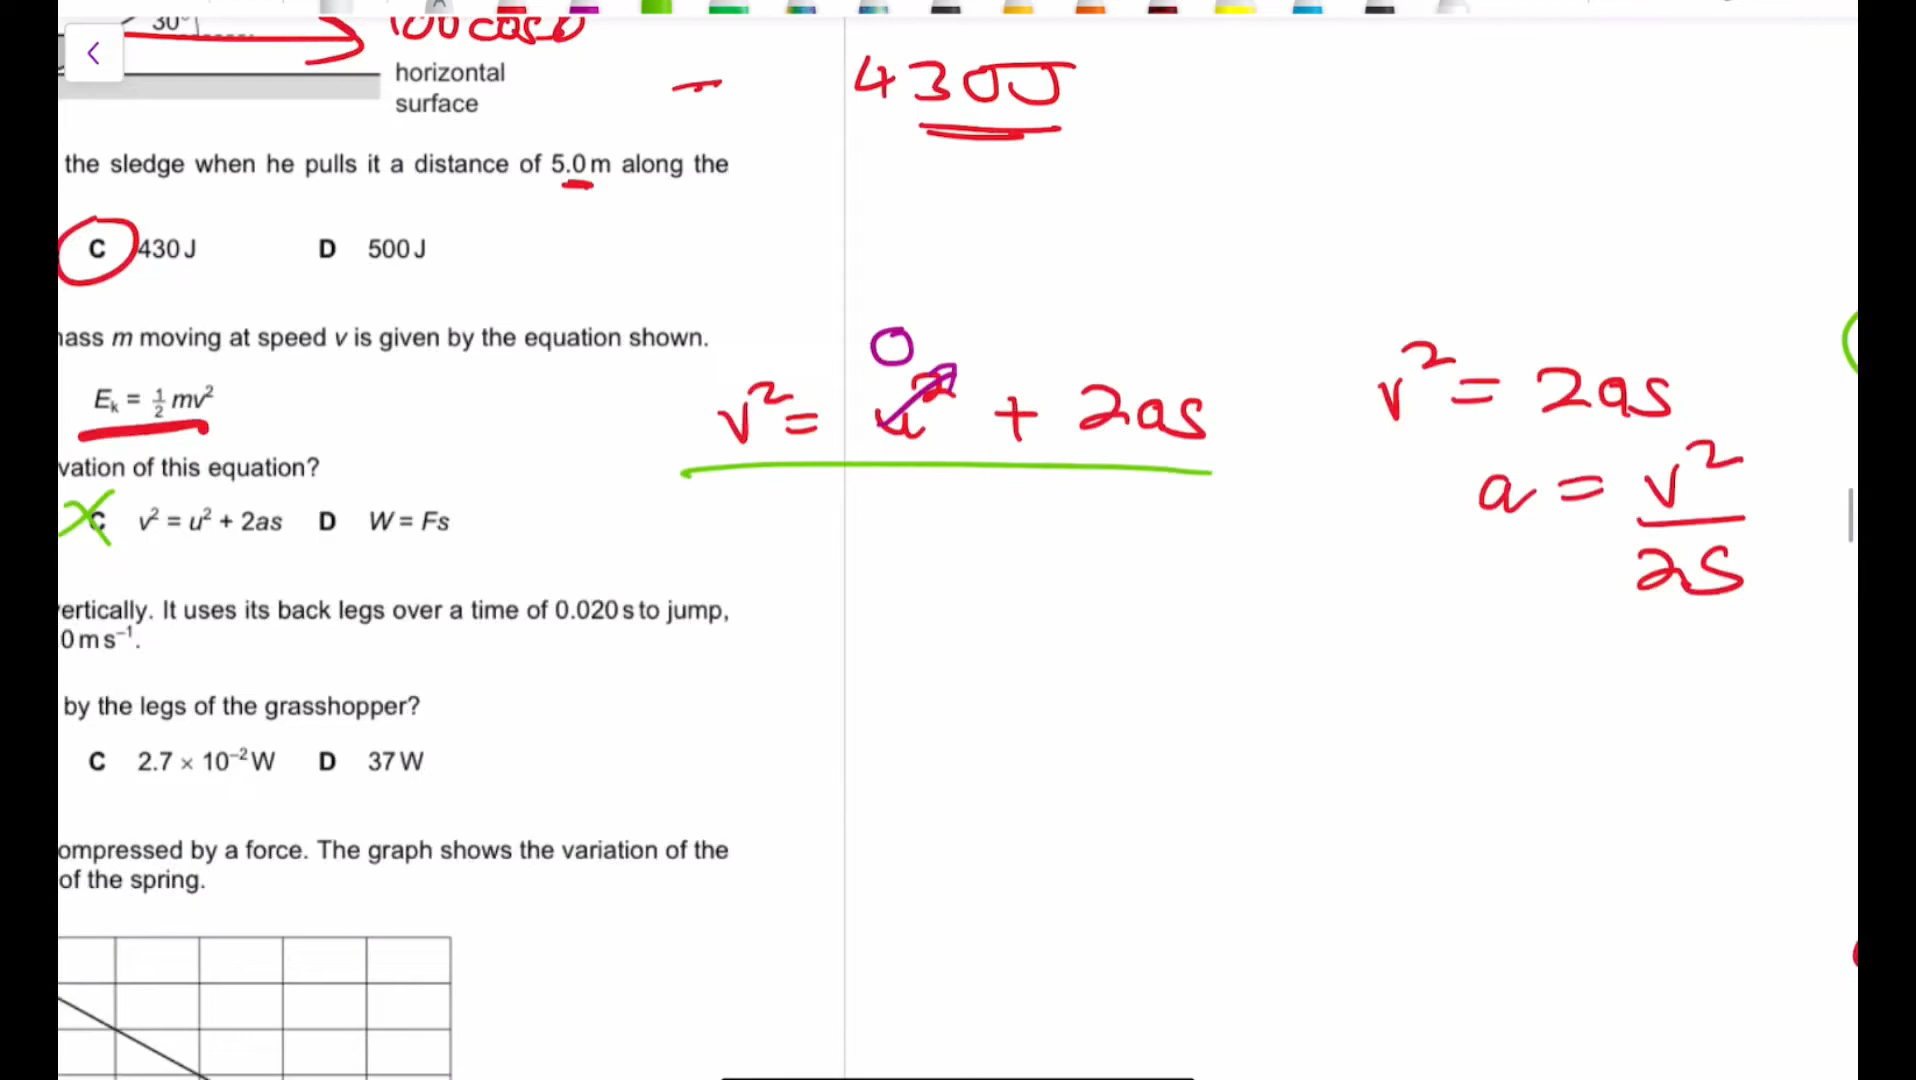 30°
100 cos
horizontal
surface
430J
the sledge when he pulls it a distance of 5.0 m along the
C 430 J D 500 J
mass m moving at speed v is given by the equation shown.
Eₖ = ½ mv²
0
v² = u² + 2as
v² = 2as
a = v²
2s
vation of this equation?
C v² = u² + 2as D W = Fs
ertically. It uses its back legs over a time of 0.020 s to jump,
0 m s⁻¹.
by the legs of the grasshopper?
C 2.7 × 10⁻² W D 37 W
ompressed by a force. The graph shows the variation of the
of the spring.